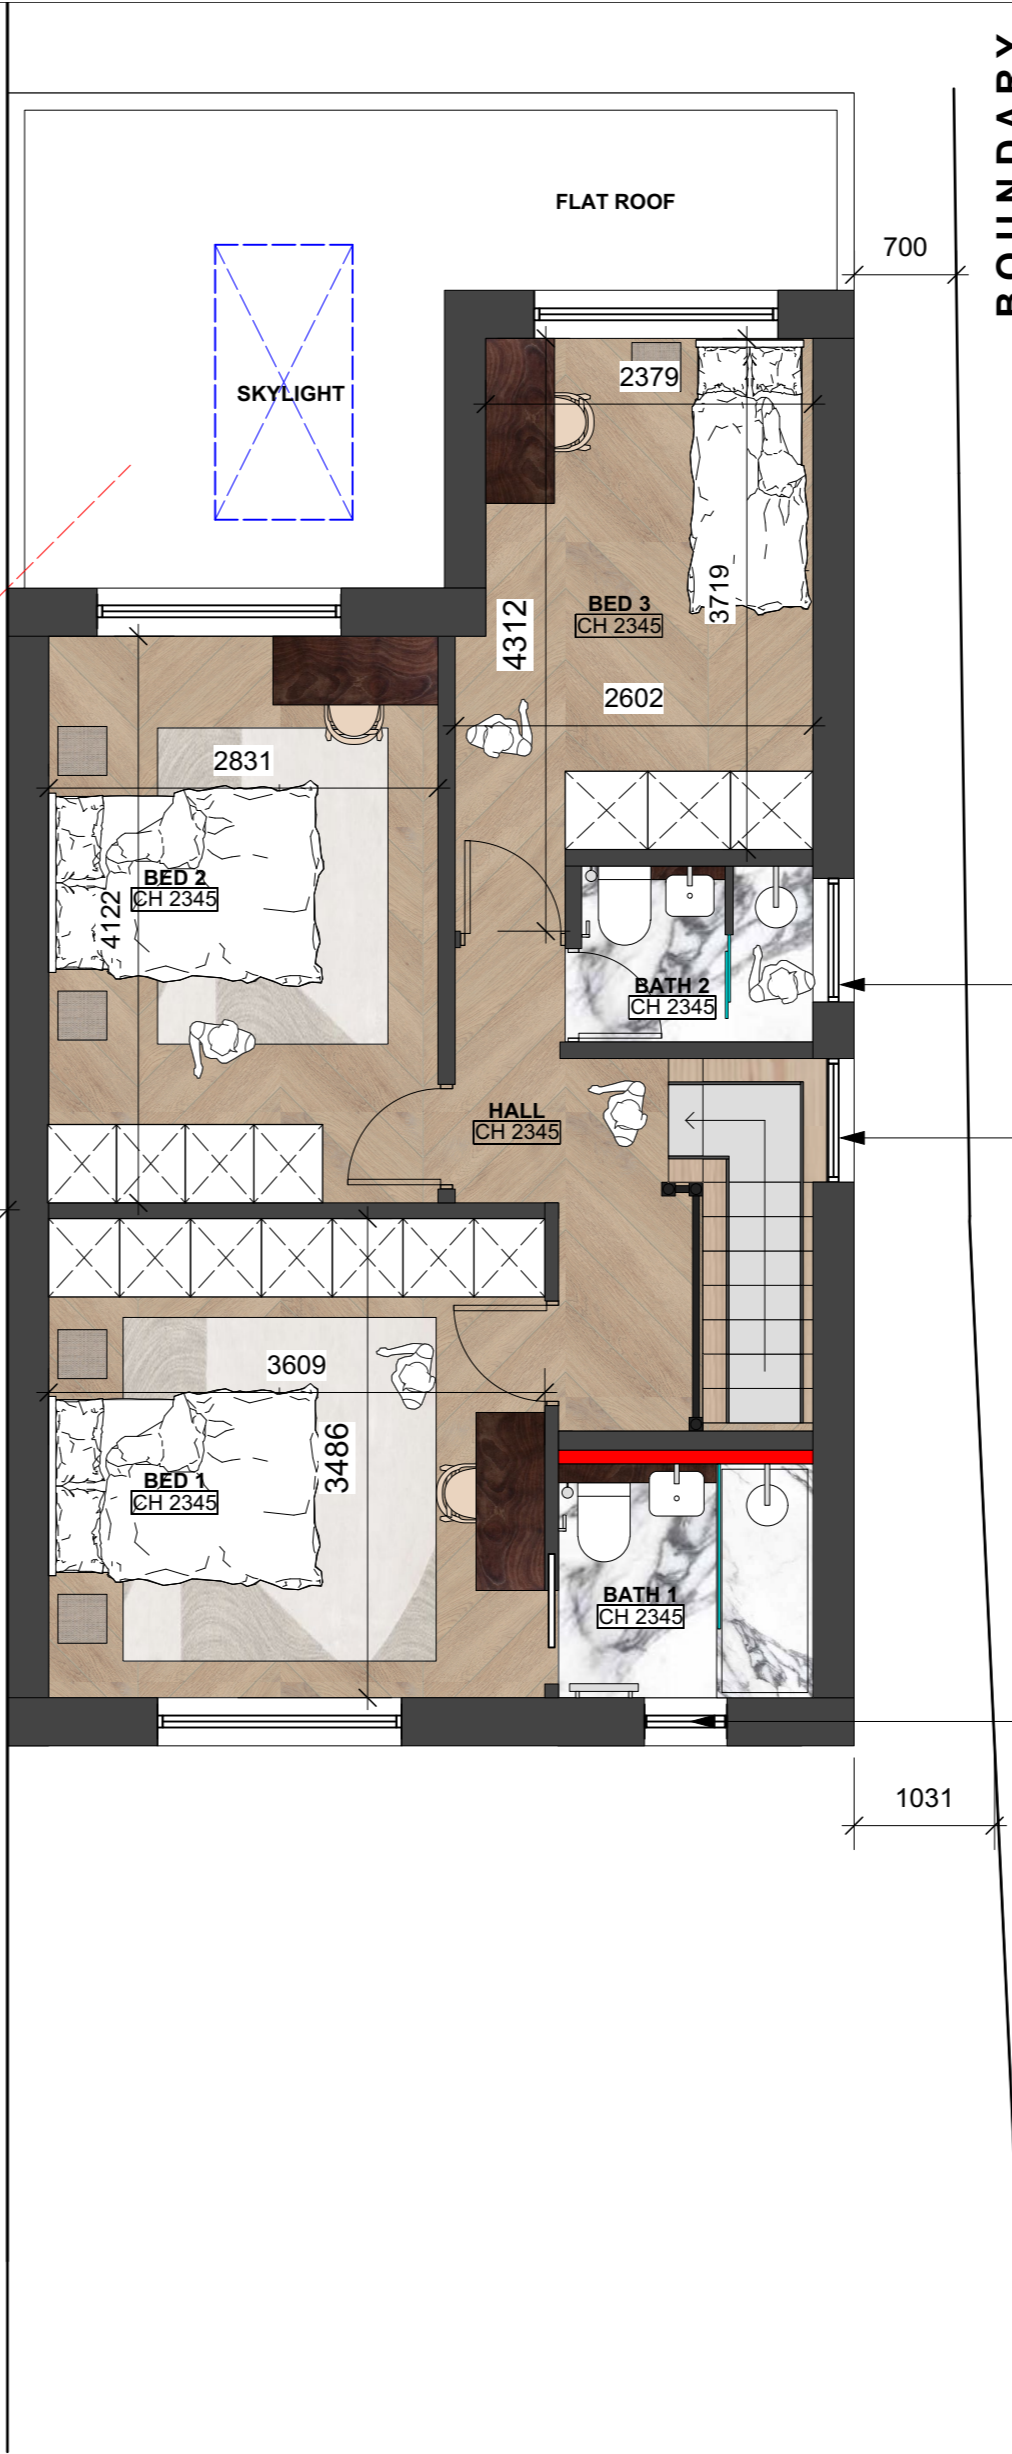 BOUNDARY
FLAT ROOF
700
SKYLIGHT
2379
BED 3
CH 2345
3719
4312
2602
2831
BED 2
CH 2345
4122
BATH 2
CH 2345
HALL
CH 2345
3609
3486
BED 1
CH 2345
BATH 1
CH 2345
1031